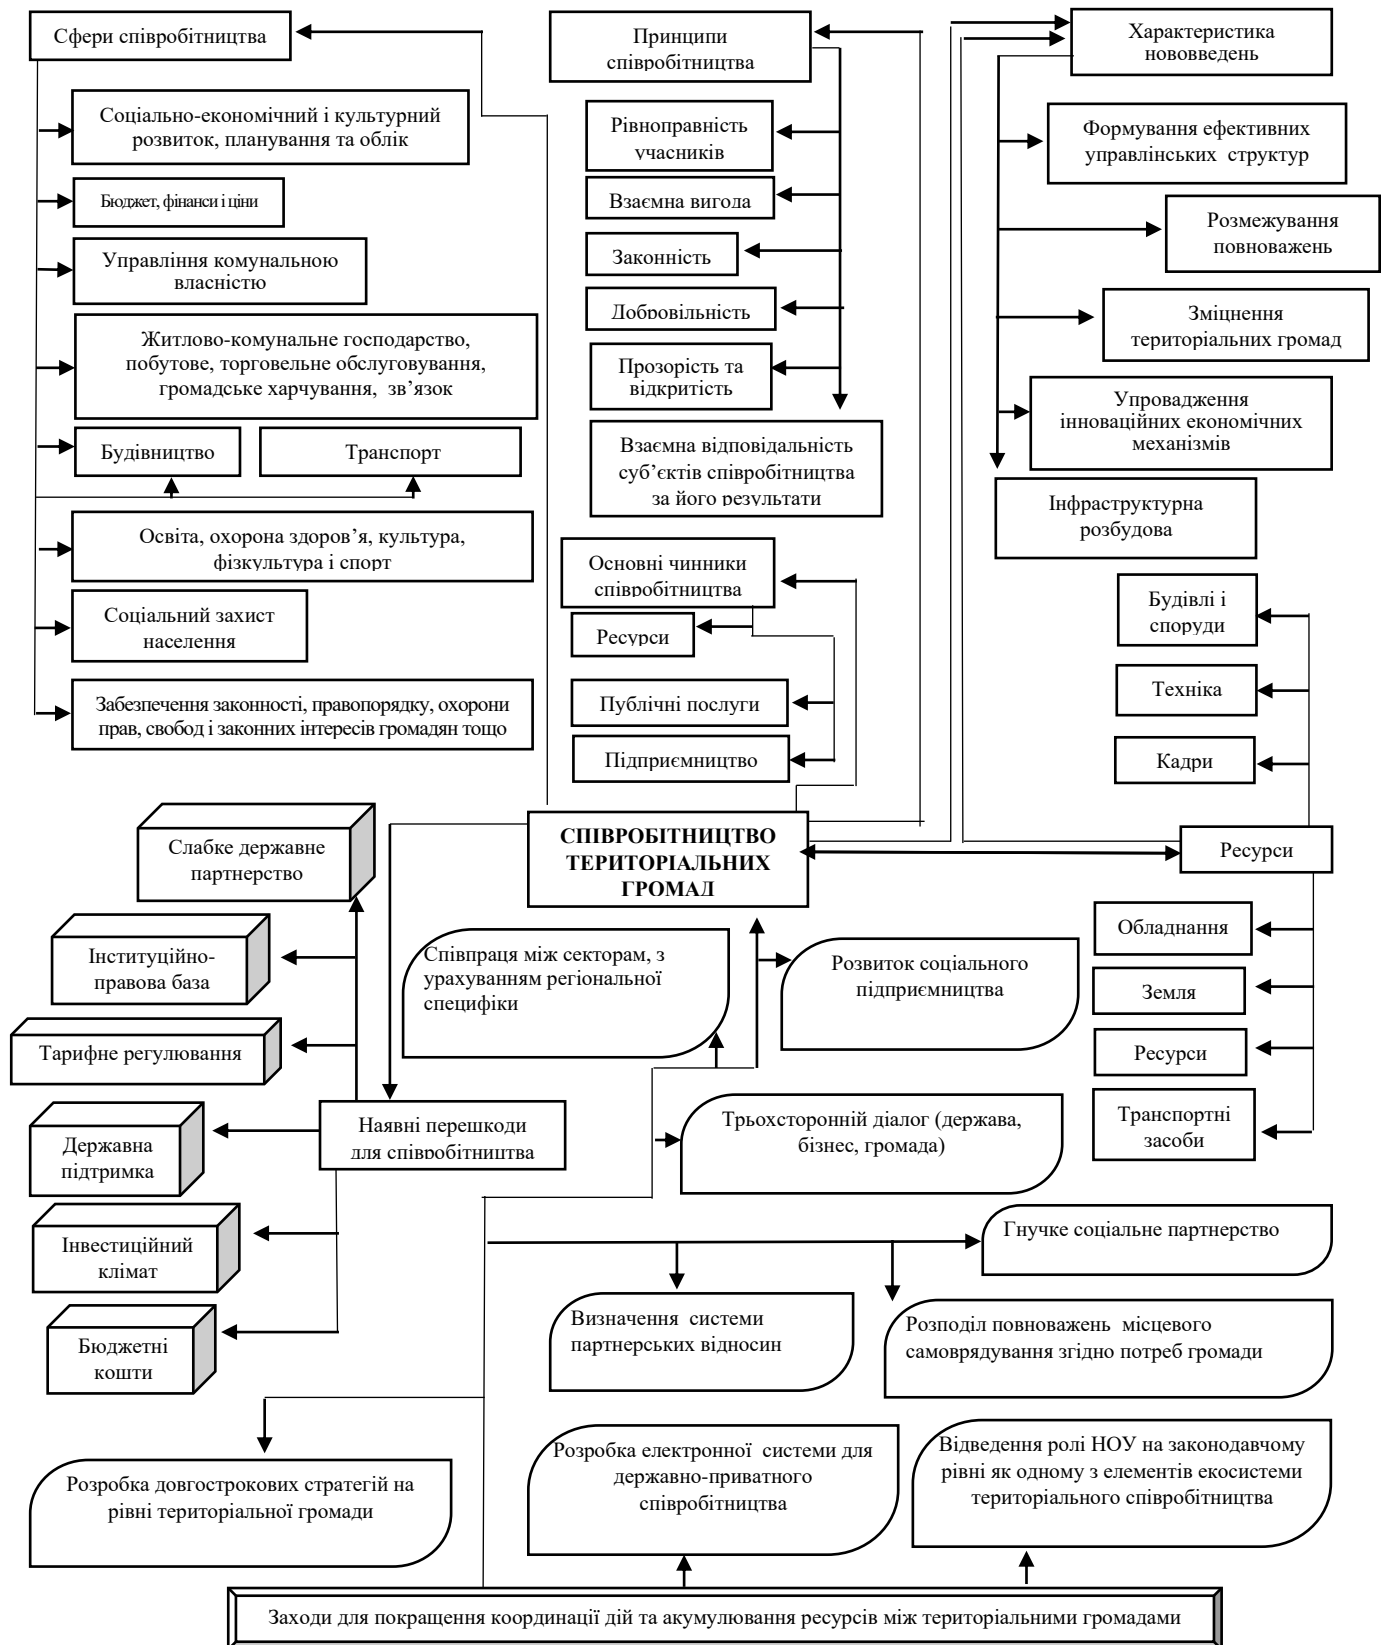 Сфери співробітництва
Соціально-економічний і культурний
розвиток, планування та облік
Бюджет, фінанси і ціни
Управління комунальною
власністю
Житлово-комунальне господарство,
побутове, торговельне обслуговування,
громадське харчування, зв’язок
Будівництво
Транспорт
Освіта, охорона здоров’я, культура,
фізкультура і спорт
Соціальний захист
населення
Забезпечення законності, правопорядку, охорони
прав, свобод і законних інтересів громадян тощо
Принципи
співробітництва
Рівноправність
учасників
Взаємна вигода
Законність
Добровільність
Прозорість та
відкритість
Взаємна відповідальність
суб’єктів співробітництва
за його результати
Основні чинники
співробітництва
Ресурси
Публічні послуги
Підприємництво
Характеристика
нововведень
Формування ефективних
управлінських структур
Розмежування
повноважень
Зміцнення
територіальних громад
Упровадження
інноваційних економічних
механізмів
Інфраструктурна
розбудова
Будівлі і
споруди
Техніка
Кадри
СПІВРОБІТНИЦТВО
ТЕРИТОРІАЛЬНИХ
ГРОМАД
Ресурси
Обладнання
Земля
Ресурси
Транспортні
засоби
Слабке державне
партнерство
Інституційно-
правова база
Тарифне регулювання
Державна
підтримка
Інвестиційний
клімат
Бюджетні
кошти
Наявні перешкоди
для співробітництва
Співпраця між секторам, з
урахуванням регіональної
специфіки
Розвиток соціального
підприємництва
Трьохсторонній діалог (держава,
бізнес, громада)
Гнучке соціальне партнерство
Визначення системи
партнерських відносин
Розподіл повноважень місцевого
самоврядування згідно потреб громади
Розробка довгострокових стратегій на
рівні територіальної громади
Розробка електронної системи для
державно-приватного
співробітництва
Відведення ролі НОУ на законодавчому
рівні як одному з елементів екосистеми
територіального співробітництва
Заходи для покращення координації дій та акумулювання ресурсів між територіальними громадами